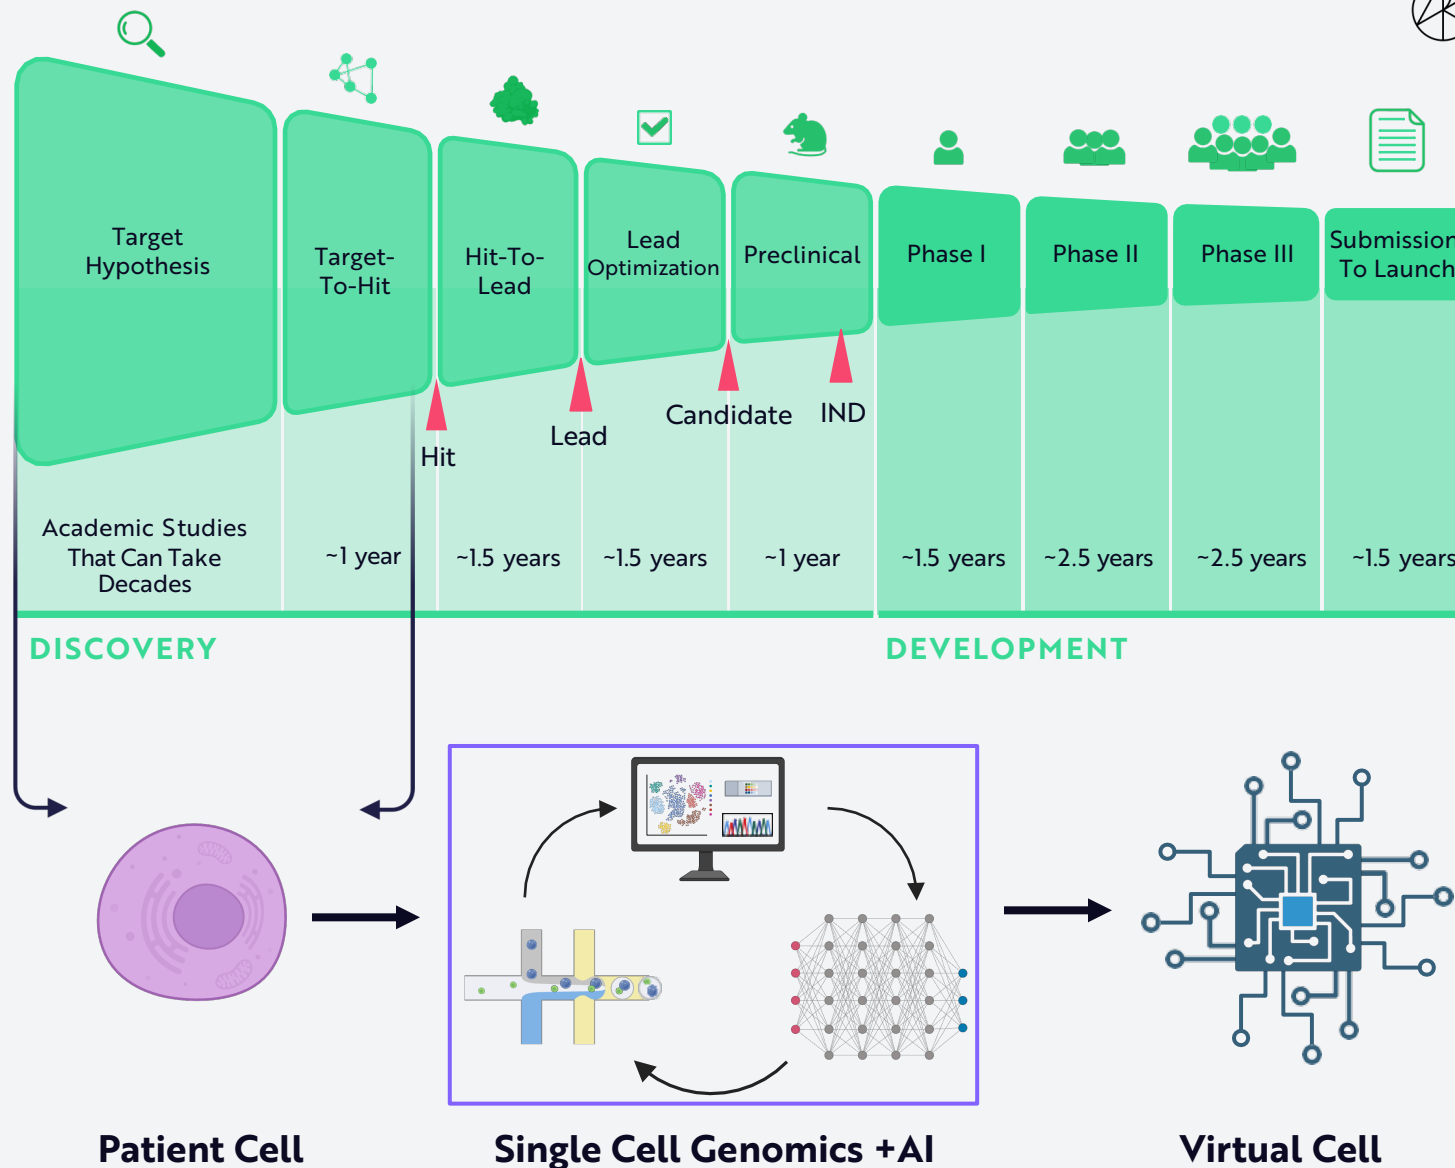 Target
Hypothesis
Target-
To-Hit
Hit-To-
Lead
Lead
Optimization
Preclinical
Phase I
Phase II
Phase III
Submission
To Launch
Hit
Lead
Candidate
IND
Academic Studies
That Can Take
Decades
~1 year
~1.5 years
~1.5 years
~1 year
~1.5 years
~2.5 years
~2.5 years
~1.5 years
DISCOVERY
DEVELOPMENT
Patient Cell
Single Cell Genomics +AI
Virtual Cell